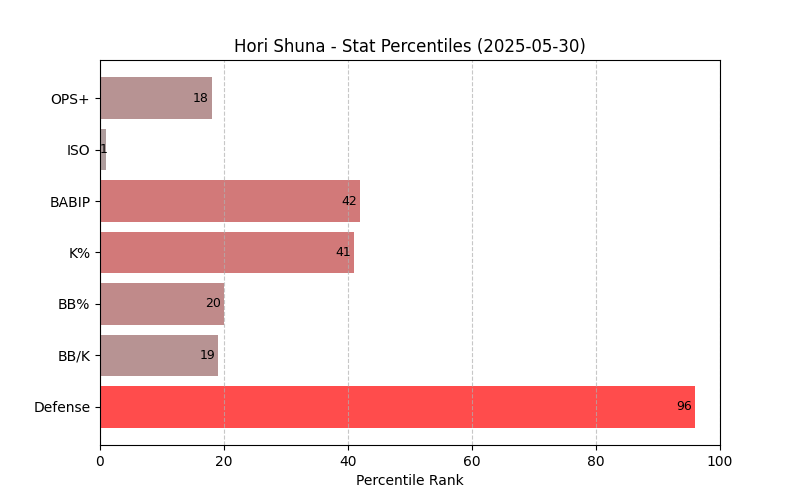 Hori Shuna - Stat Percentiles (2025-05-30)
OPS+ 18
ISO 1
BABIP 42
K% 41
BB% 20
BB/K 19
Defense 96
0 20 40 60 80 100
Percentile Rank